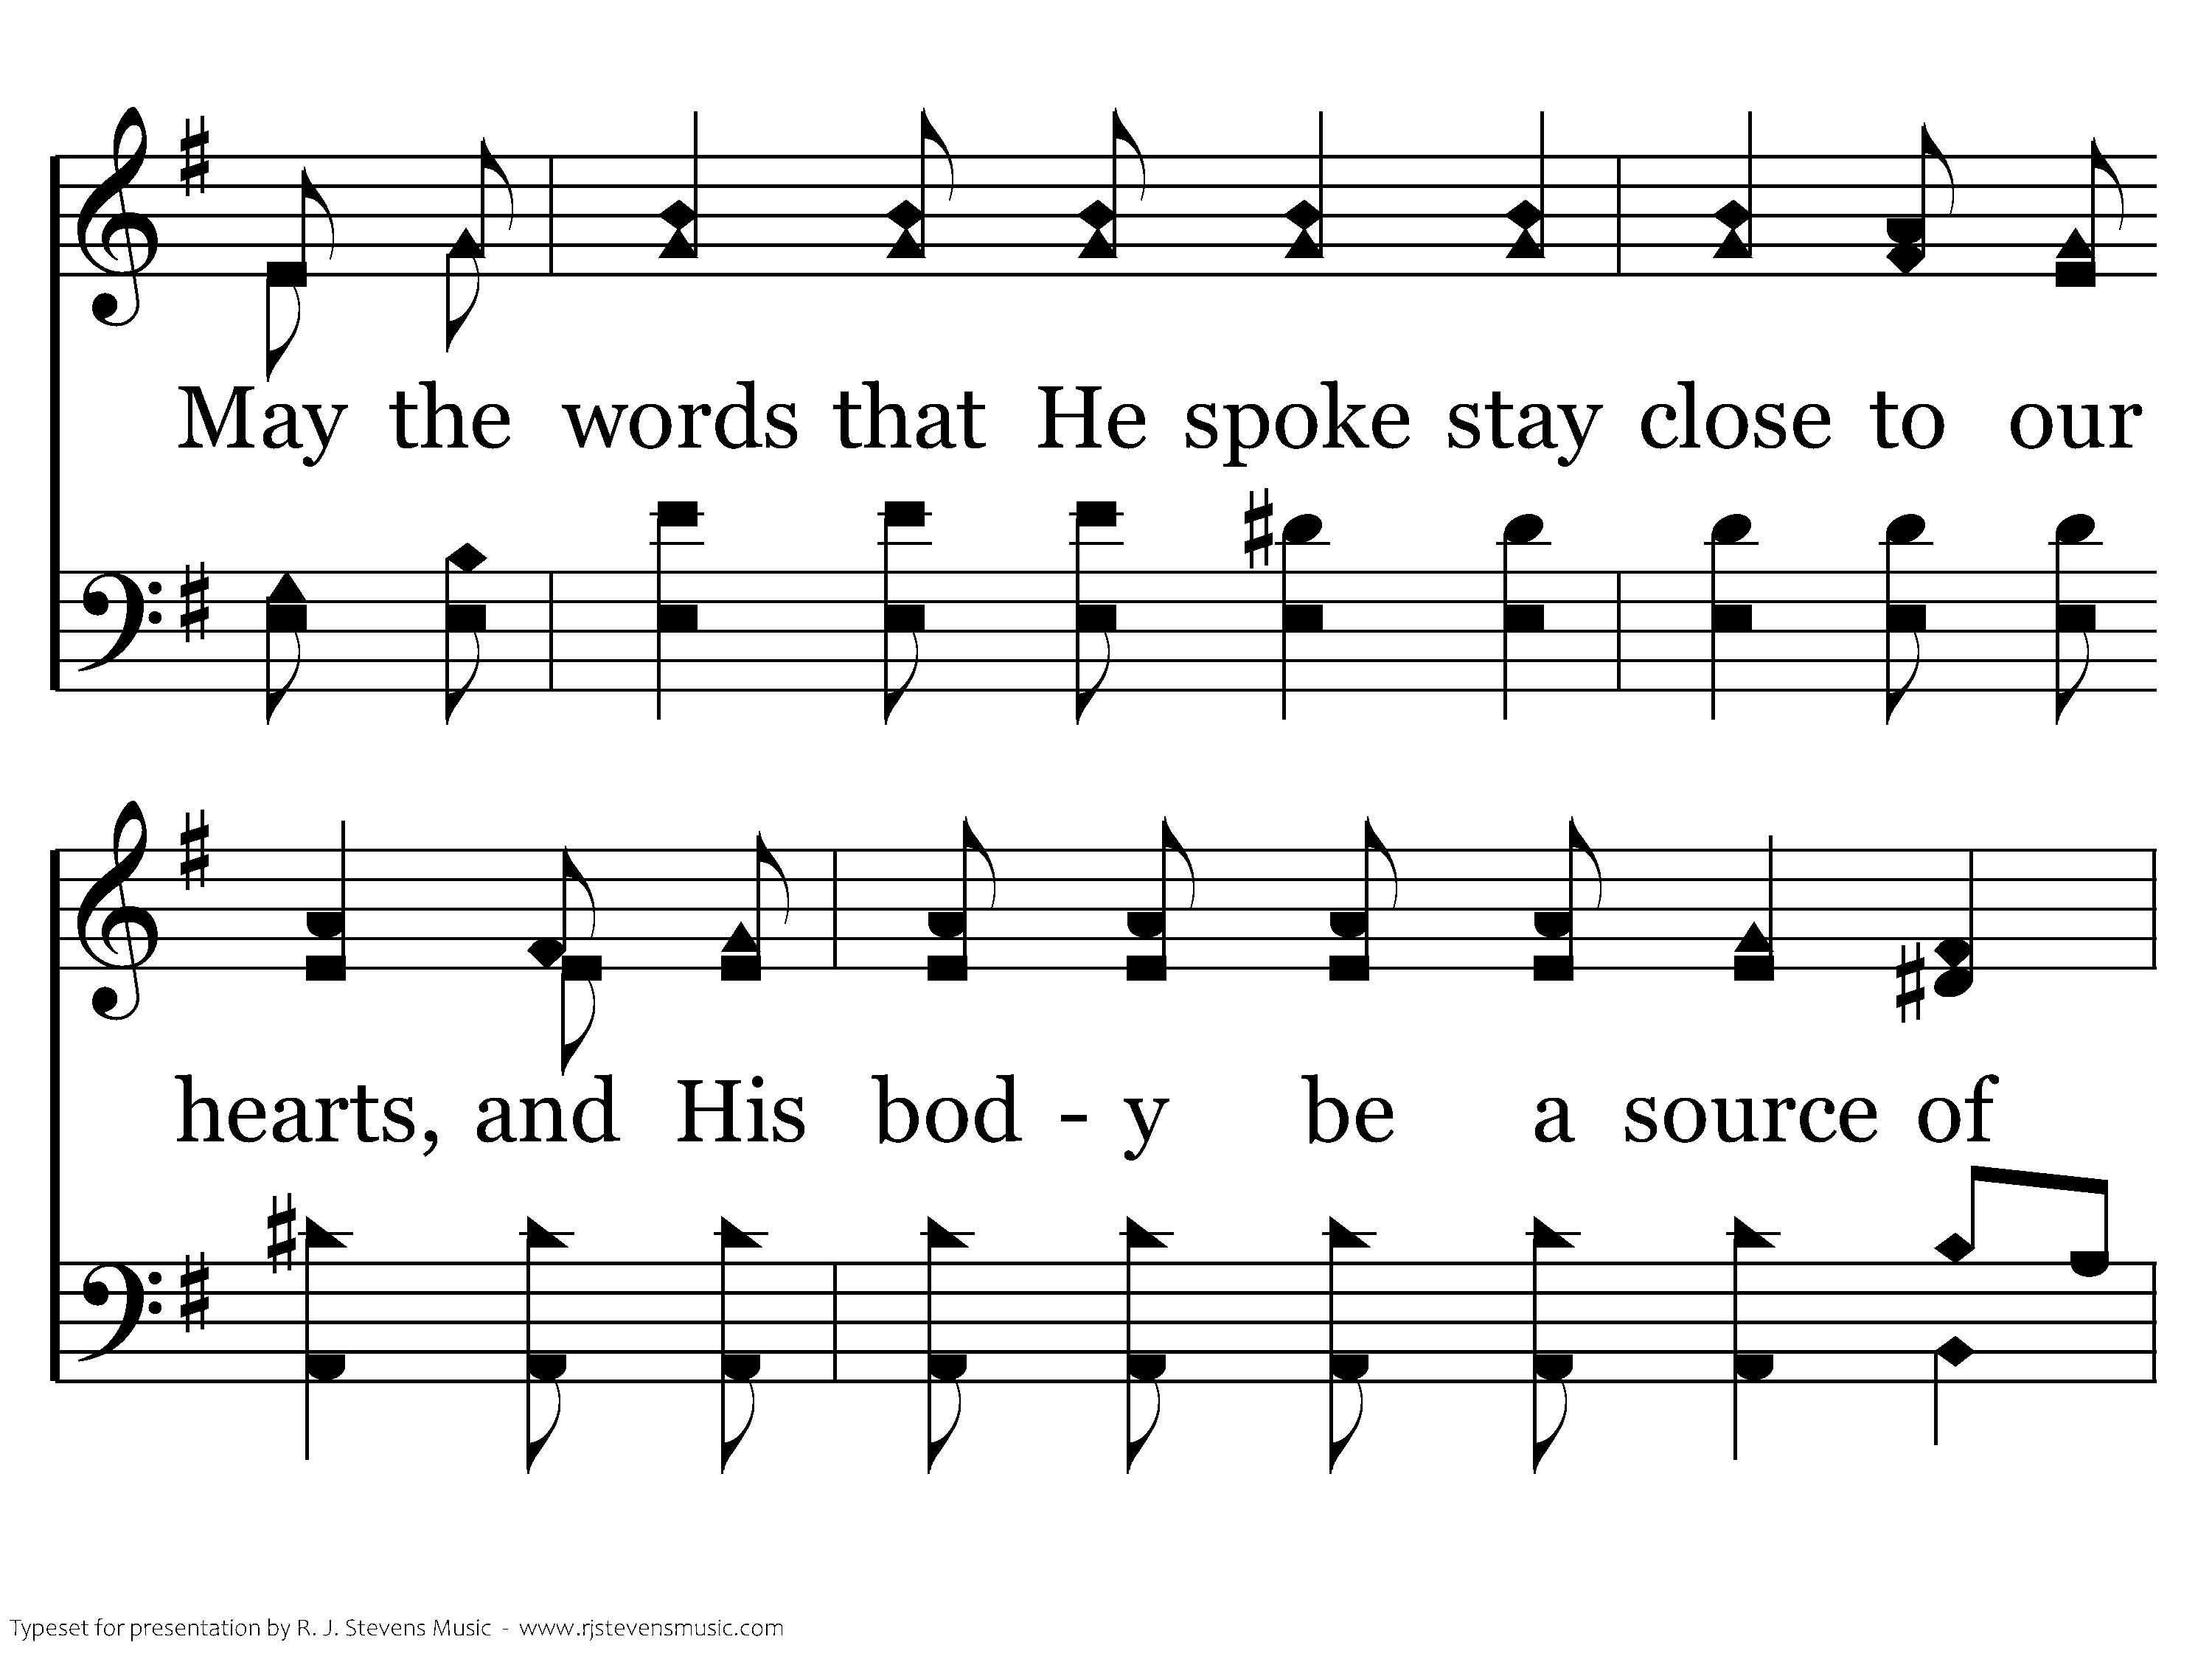 May the words that He spoke stay close to our
hearts, and His bod - y be a source of
Typeset for presentation by R. J. Stevens Music - www.rjstevensmusic.com